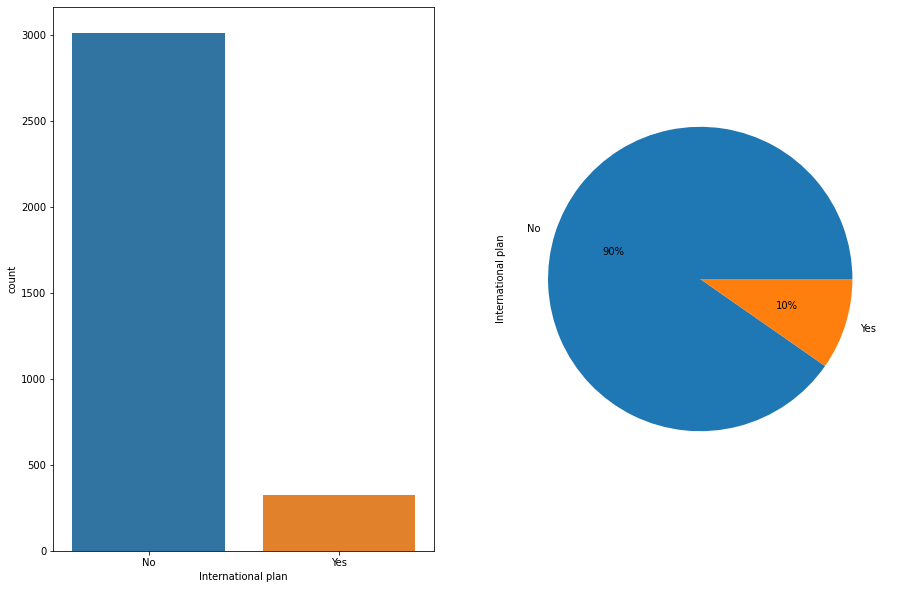 3000
2500
2000
1500
1000
500
0
count
No
Yes
International plan
International plan
No
90%
10%
Yes